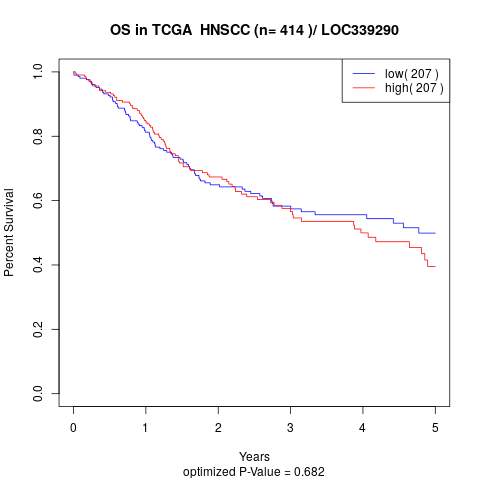 OS in TCGA  HNSCC (n= 414 )/ LOC339290
low( 207 )
high( 207 )
Percent Survival
1.0
0.8
0.6
0.4
0.2
0.0
0 1 2 3 4 5
Years
optimized P-Value = 0.682